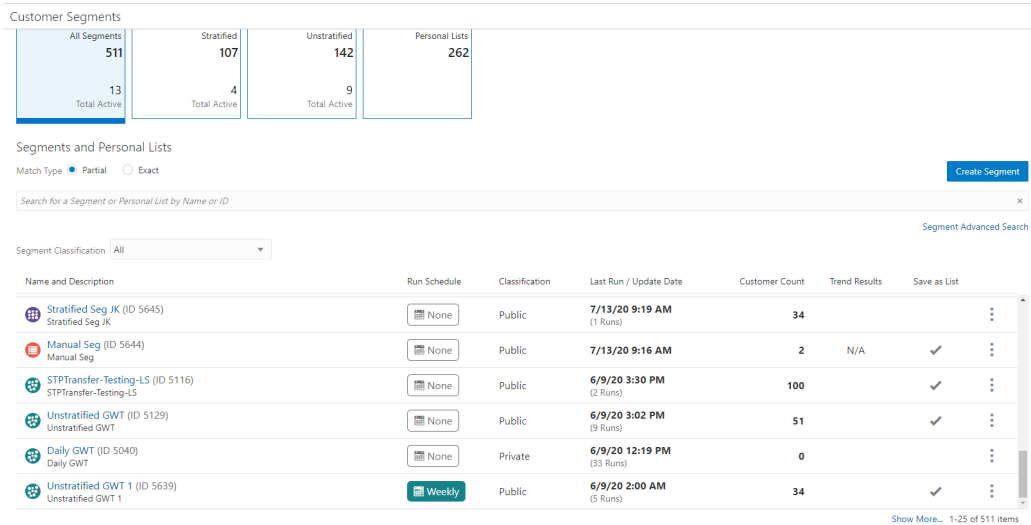 Customer Segments
All Segments
511
13
Total Active
Stratified
107
4
Total Active
Unstratified
142
9
Total Active
Personal Lists
262
Segments and Personal Lists
Match Type Partial Exact
Create Segment
Search for a Segment or Personal List by Name or ID ×
Segment Advanced Search
Segment Classification All
Name and Description Run Schedule Classification Last Run / Update Date Customer Count Trend Results Save as List
Stratified Seg JK (ID 5645) None Public 7/13/20 9:19 AM 34
Stratified Seg JK (1 Runs)
Manual Seg (ID 5644) None Public 7/13/20 9:16 AM 2 N/A
Manual Seg
STPTransfer-Testing-LS (ID 5116) None Public 6/9/20 3:30 PM 100
STPTransfer-Testing-LS (2 Runs)
Unstratified GWT (ID 5129) None Public 6/9/20 3:02 PM 51
Unstratified GWT (9 Runs)
Daily GWT (ID 5040) None Private 6/9/20 12:19 PM 0
Daily GWT (33 Runs)
Unstratified GWT 1 (ID 5639) Weekly Public 6/9/20 2:00 AM 34
Unstratified GWT 1 (5 Runs)
Show More... 1-25 of 511 items